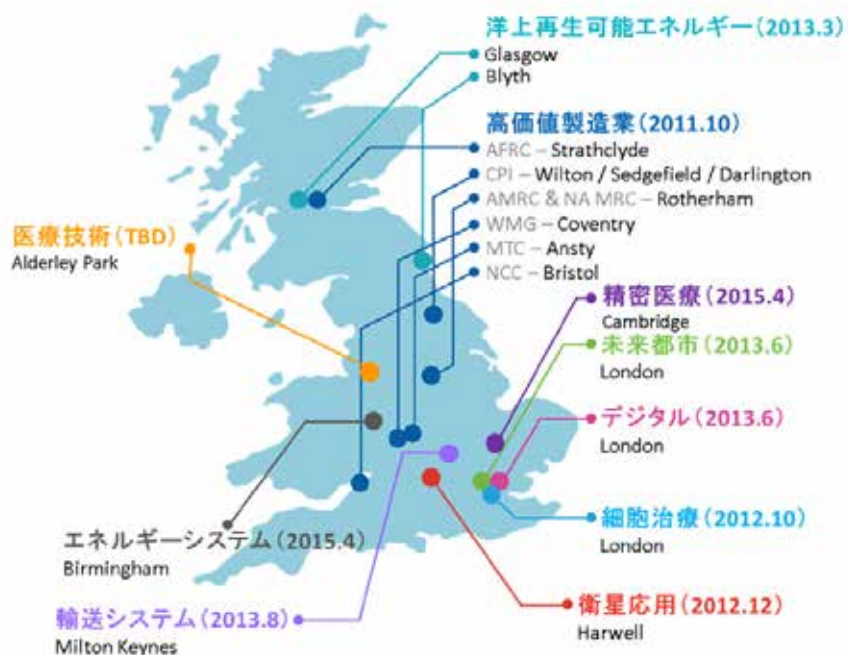 洋上再生可能エネルギー(2013.3)
Glasgow
Blyth
高価値製造業(2011.10)
AFRC – Strathclyde
CPI – Wilton / Sedgefield / Darlington
AMRC & NA MRC – Rotherham
WMG – Coventry
MTC – Ansty
NCC – Bristol
医療技術(TBD)
Alderley Park
精密医療(2015.4)
Cambridge
未来都市(2013.6)
London
デジタル(2013.6)
London
細胞治療(2012.10)
London
エネルギーシステム(2015.4)
Birmingham
衛星応用(2012.12)
Harwell
輸送システム(2013.8)
Milton Keynes